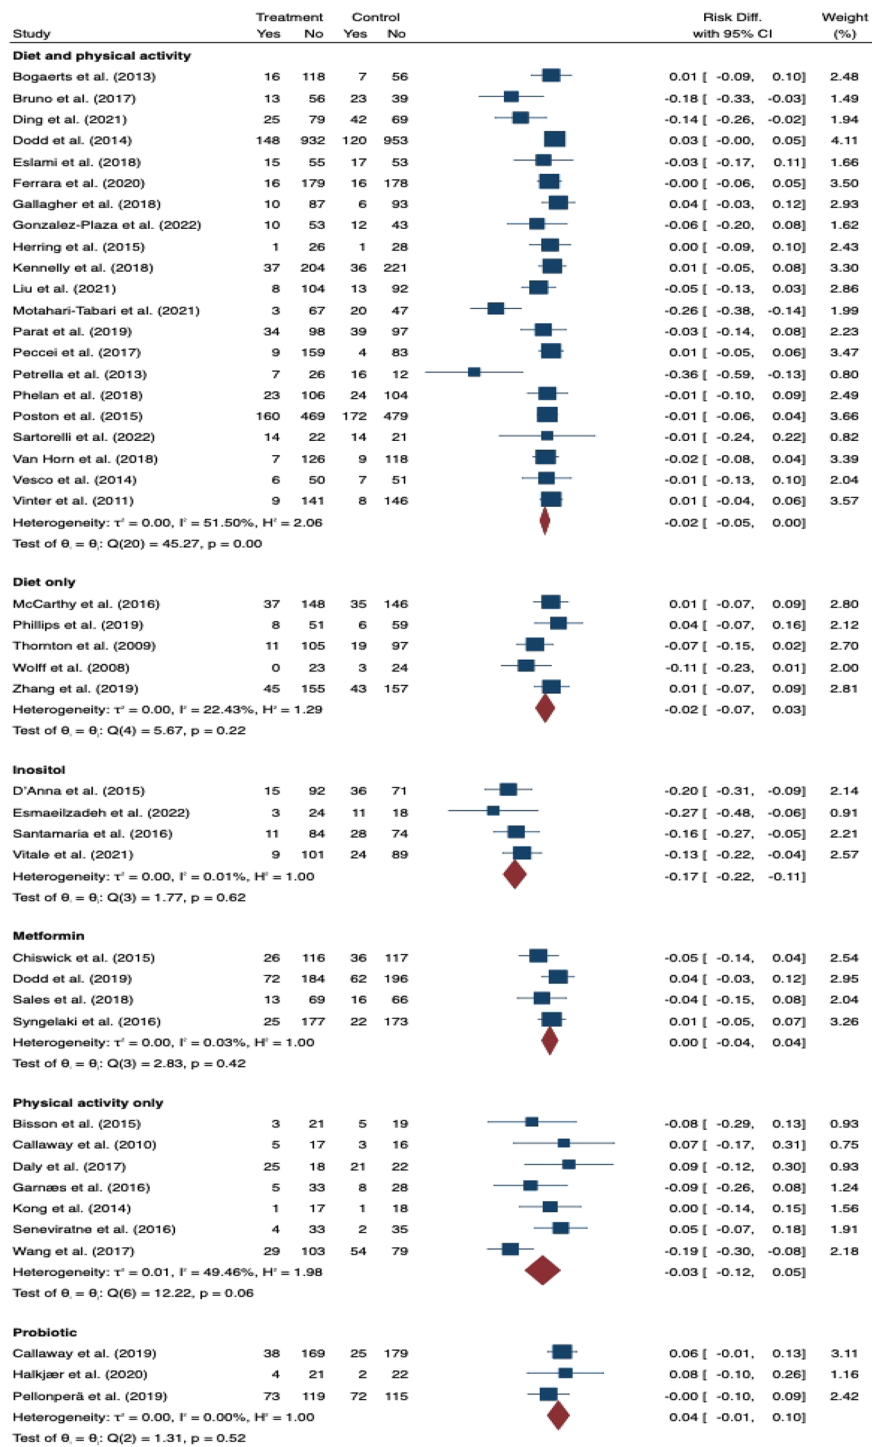 Treatment Control Risk Diff. Weight
Study Yes No Yes No with 95% CI (%)
Diet and physical activity
Bogaerts et al. (2013) 16 118 7 56 0.01 [ -0.09, 0.10] 2.48
Bruno et al. (2017) 13 56 23 39 -0.18 [ -0.33, -0.03] 1.49
Ding et al. (2021) 25 79 42 69 -0.14 [ -0.26, -0.02] 1.94
Dodd et al. (2014) 148 932 120 953 0.03 [ -0.00, 0.05] 4.11
Eslami et al. (2018) 15 55 17 53 -0.03 [ -0.17, 0.11] 1.66
Ferrara et al. (2020) 16 179 16 178 -0.00 [ -0.06, 0.05] 3.50
Gallagher et al. (2018) 10 87 6 93 0.04 [ -0.03, 0.12] 2.93
Gonzalez-Plaza et al. (2022) 10 53 12 43 -0.06 [ -0.20, 0.08] 1.62
Herring et al. (2015) 1 26 1 28 0.00 [ -0.09, 0.10] 2.43
Kennelly et al. (2018) 37 204 36 221 0.01 [ -0.05, 0.08] 3.30
Liu et al. (2021) 8 104 13 92 -0.05 [ -0.13, 0.03] 2.86
Motahari-Tabari et al. (2021) 3 67 20 47 -0.26 [ -0.38, -0.14] 1.99
Parat et al. (2019) 34 98 39 97 -0.03 [ -0.14, 0.08] 2.23
Peccei et al. (2017) 9 159 4 83 0.01 [ -0.05, 0.06] 3.47
Petrella et al. (2013) 7 26 16 12 -0.36 [ -0.59, -0.13] 0.80
Phelan et al. (2018) 23 106 24 104 -0.01 [ -0.10, 0.09] 2.49
Poston et al. (2015) 160 469 172 479 -0.01 [ -0.06, 0.04] 3.66
Sartorelli et al. (2022) 14 22 14 21 -0.01 [ -0.24, 0.22] 0.82
Van Horn et al. (2018) 7 126 9 118 -0.02 [ -0.08, 0.04] 3.39
Vesco et al. (2014) 6 50 7 51 -0.01 [ -0.13, 0.10] 2.04
Vinter et al. (2011) 9 141 8 146 0.01 [ -0.04, 0.06] 3.57
Heterogeneity: τ² = 0.00, I² = 51.50%, H² = 2.06 -0.02 [ -0.05, 0.00]
Test of θᵢ = θⱼ: Q(20) = 45.27, p = 0.00
Diet only
McCarthy et al. (2016) 37 148 35 146 0.01 [ -0.07, 0.09] 2.80
Phillips et al. (2019) 8 51 6 59 0.04 [ -0.07, 0.16] 2.12
Thornton et al. (2009) 11 105 19 97 -0.07 [ -0.15, 0.02] 2.70
Wolff et al. (2008) 0 23 3 24 -0.11 [ -0.23, 0.01] 2.00
Zhang et al. (2019) 45 155 43 157 0.01 [ -0.07, 0.09] 2.81
Heterogeneity: τ² = 0.00, I² = 22.43%, H² = 1.29 -0.02 [ -0.07, 0.03]
Test of θᵢ = θⱼ: Q(4) = 5.67, p = 0.22
Inositol
D'Anna et al. (2015) 15 92 36 71 -0.20 [ -0.31, -0.09] 2.14
Esmaeilzadeh et al. (2022) 3 24 11 18 -0.27 [ -0.48, -0.06] 0.91
Santamaria et al. (2016) 11 84 28 74 -0.16 [ -0.27, -0.05] 2.21
Vitale et al. (2021) 9 101 24 89 -0.13 [ -0.22, -0.04] 2.57
Heterogeneity: τ² = 0.00, I² = 0.01%, H² = 1.00 -0.17 [ -0.22, -0.11]
Test of θᵢ = θⱼ: Q(3) = 1.77, p = 0.62
Metformin
Chiswick et al. (2015) 26 116 36 117 -0.05 [ -0.14, 0.04] 2.54
Dodd et al. (2019) 72 184 62 196 0.04 [ -0.03, 0.12] 2.95
Sales et al. (2018) 13 69 16 66 -0.04 [ -0.15, 0.08] 2.04
Syngelaki et al. (2016) 25 177 22 173 0.01 [ -0.05, 0.07] 3.26
Heterogeneity: τ² = 0.00, I² = 0.03%, H² = 1.00 0.00 [ -0.04, 0.04]
Test of θᵢ = θⱼ: Q(3) = 2.83, p = 0.42
Physical activity only
Bisson et al. (2015) 3 21 5 19 -0.08 [ -0.29, 0.13] 0.93
Callaway et al. (2010) 5 17 3 16 0.07 [ -0.17, 0.31] 0.75
Daly et al. (2017) 25 18 21 22 0.09 [ -0.12, 0.30] 0.93
Garnæs et al. (2016) 5 33 8 28 -0.09 [ -0.26, 0.08] 1.24
Kong et al. (2014) 1 17 1 18 0.00 [ -0.14, 0.15] 1.56
Seneviratne et al. (2016) 4 33 2 35 0.05 [ -0.07, 0.18] 1.91
Wang et al. (2017) 29 103 54 79 -0.19 [ -0.30, -0.08] 2.18
Heterogeneity: τ² = 0.01, I² = 49.46%, H² = 1.98 -0.03 [ -0.12, 0.05]
Test of θᵢ = θⱼ: Q(6) = 12.22, p = 0.06
Probiotic
Callaway et al. (2019) 38 169 25 179 0.06 [ -0.01, 0.13] 3.11
Halkjær et al. (2020) 4 21 2 22 0.08 [ -0.10, 0.26] 1.16
Pellonperä et al. (2019) 73 119 72 115 -0.00 [ -0.10, 0.09] 2.42
Heterogeneity: τ² = 0.00, I² = 0.00%, H² = 1.00 0.04 [ -0.01, 0.10]
Test of θᵢ = θⱼ: Q(2) = 1.31, p = 0.52